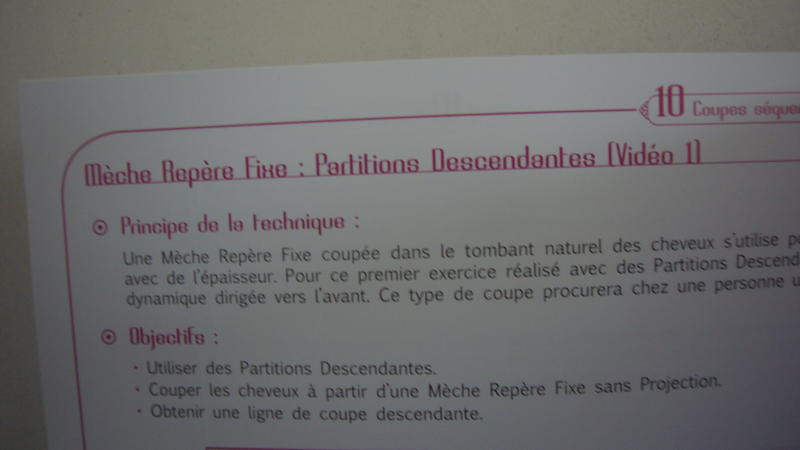 10 Coupes
Mèche Repère Fixe : Partitions Descendantes (Vidéo 1)
Principe de la technique :
Une Mèche Repère Fixe coupée dans le tombant naturel des cheveux s'utilise
avec de l'épaisseur. Pour ce premier exercice réalisé avec des Partitions
dynamique dirigée vers l'avant. Ce type de coupe procurera chez une personne
Objectifs :
• Utiliser des Partitions Descendantes.
• Couper les cheveux à partir d'une Mèche Repère Fixe sans Projection.
• Obtenir une ligne de coupe descendante.